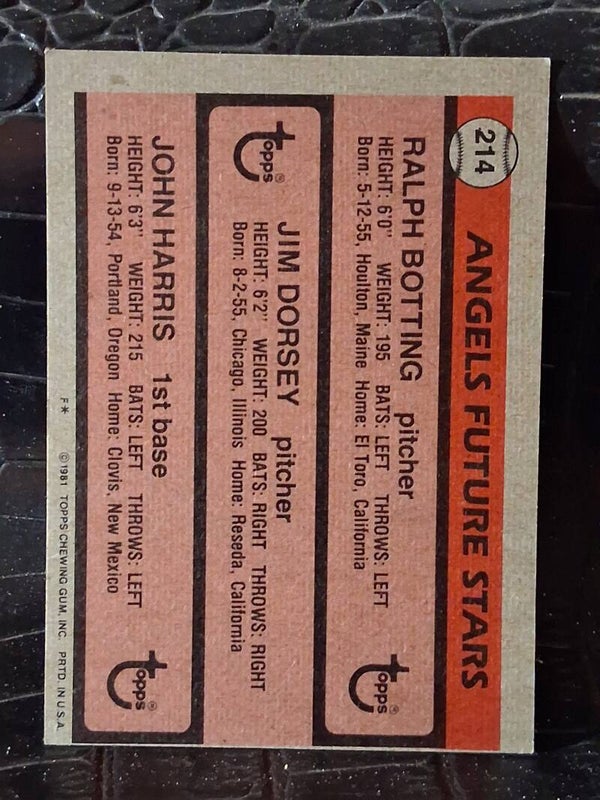 214
ANGELS FUTURE STARS
RALPH BOTTING pitcher
HEIGHT: 6'0" WEIGHT: 195 BATS: LEFT THROWS: LEFT
Born: 5-12-55, Houlton, Maine Home: El Toro, California
Topps®
Topps®
JIM DORSEY pitcher
HEIGHT: 6'2" WEIGHT: 200 BATS: RIGHT THROWS: RIGHT
Born: 8-2-55, Chicago, Illinois Home: Reseda, California
JOHN HARRIS 1st base
HEIGHT: 6'3" WEIGHT: 215 BATS: LEFT THROWS: LEFT
Born: 9-13-54, Portland, Oregon Home: Clovis, New Mexico
Topps®
F* ©1981 TOPPS CHEWING GUM, INC. PRTD. IN U.S.A.